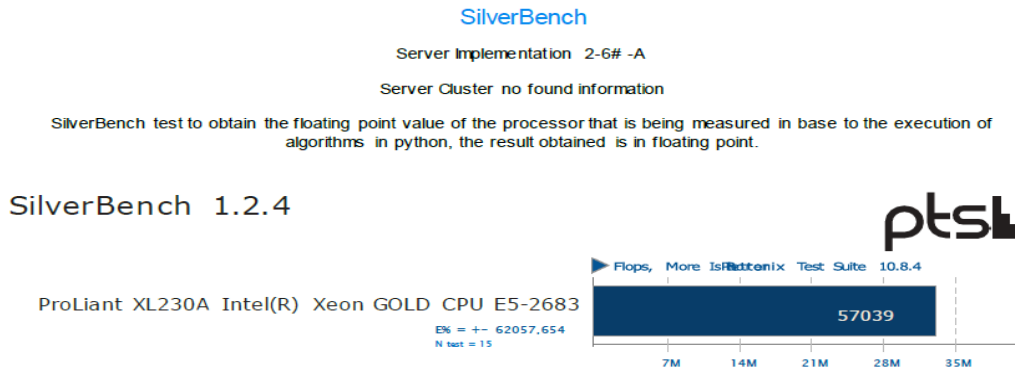 SilverBench
Server Implementation 2-6# -A
Server Cluster no found information
SilverBench test to obtain the floating point value of the processor that is being measured in base to the execution of
algorithms in python, the result obtained is in floating point.
SilverBench 1.2.4
pts
Flops, More Is Test Suite 10.8.4
ProLiant XL230A Intel(R) Xeon GOLD CPU E5-2683
57039
E% = +- 62057,654
N test = 15
7M 14M 21M 28M 35M